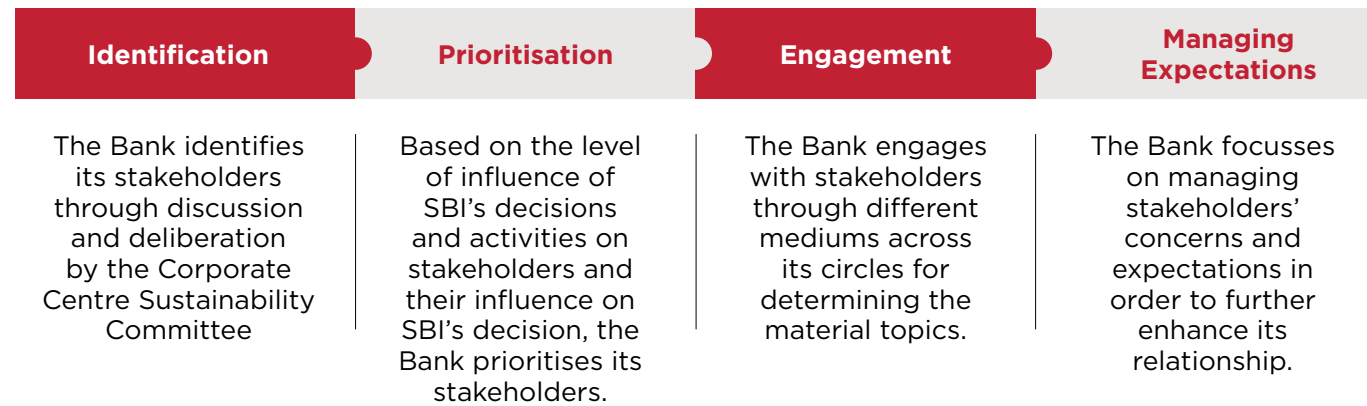 Identification
Prioritisation
Engagement
Managing
Expectations
The Bank identifies
its stakeholders
through discussion
and deliberation
by the Corporate
Centre Sustainability
Committee
Based on the level
of influence of
SBI’s decisions
and activities on
stakeholders and
their influence on
SBI’s decision, the
Bank prioritises its
stakeholders.
The Bank engages
with stakeholders
through different
mediums across
its circles for
determining the
material topics.
The Bank focusses
on managing
stakeholders’
concerns and
expectations in
order to further
enhance its
relationship.